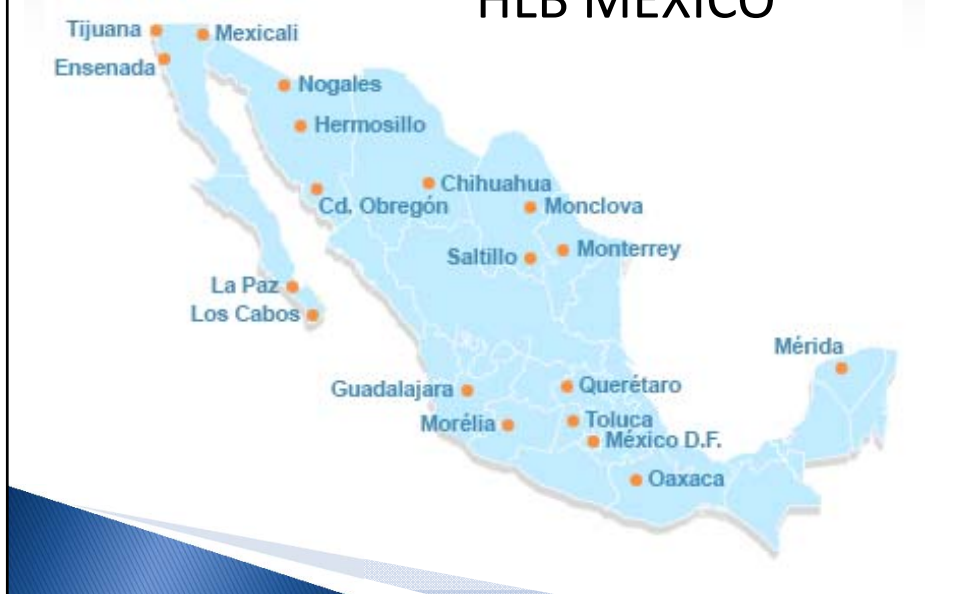 HLB MEXICO
Tijuana
Mexicali
Ensenada
Nogales
Hermosillo
Chihuahua
Cd. Obregón
Monclova
Monterrey
Saltillo
La Paz
Los Cabos
Mérida
Guadalajara
Querétaro
Morélia
Toluca
México D.F.
Oaxaca